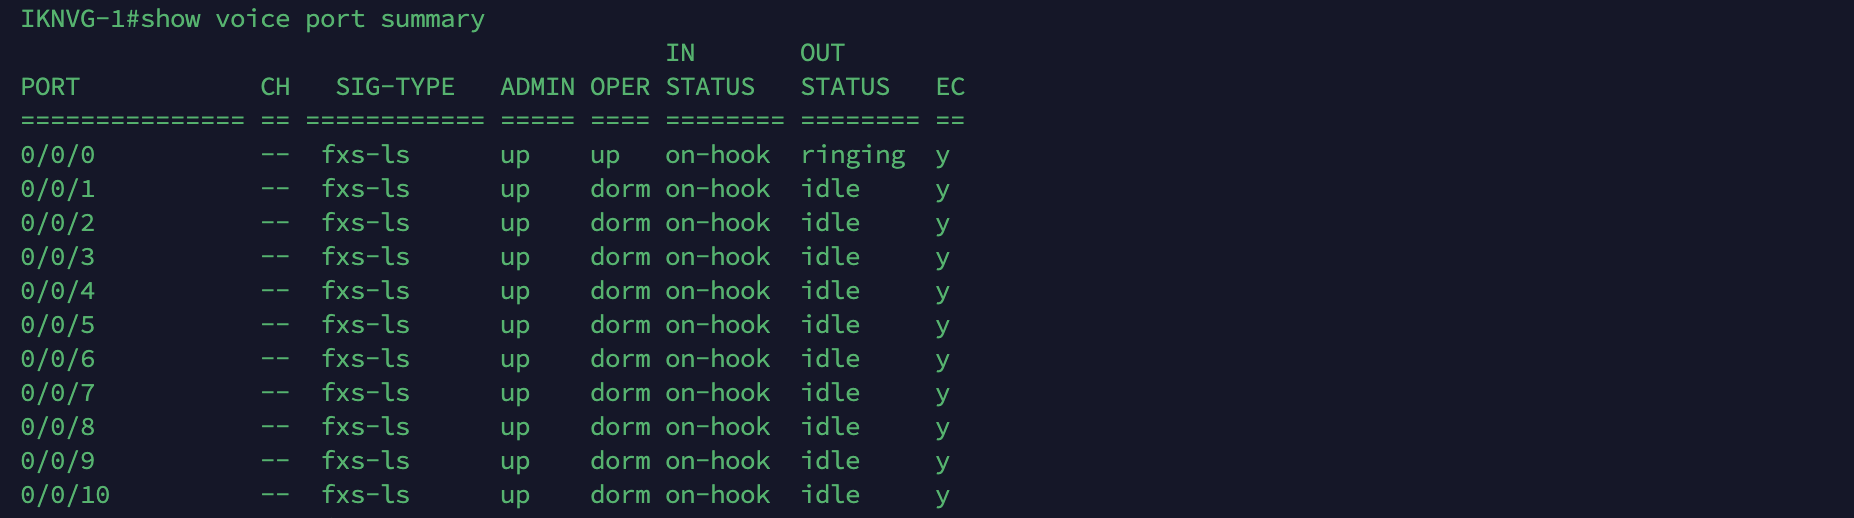 IKNVG-1#show voice port summary
                                           IN       OUT
PORT            CH   SIG-TYPE   ADMIN OPER STATUS   STATUS   EC
=============== == ============ ===== ==== ======== ======== ==
0/0/0           --  fxs-ls      up    up   on-hook  ringing  y
0/0/1           --  fxs-ls      up    dorm on-hook  idle     y
0/0/2           --  fxs-ls      up    dorm on-hook  idle     y
0/0/3           --  fxs-ls      up    dorm on-hook  idle     y
0/0/4           --  fxs-ls      up    dorm on-hook  idle     y
0/0/5           --  fxs-ls      up    dorm on-hook  idle     y
0/0/6           --  fxs-ls      up    dorm on-hook  idle     y
0/0/7           --  fxs-ls      up    dorm on-hook  idle     y
0/0/8           --  fxs-ls      up    dorm on-hook  idle     y
0/0/9           --  fxs-ls      up    dorm on-hook  idle     y
0/0/10          --  fxs-ls      up    dorm on-hook  idle     y